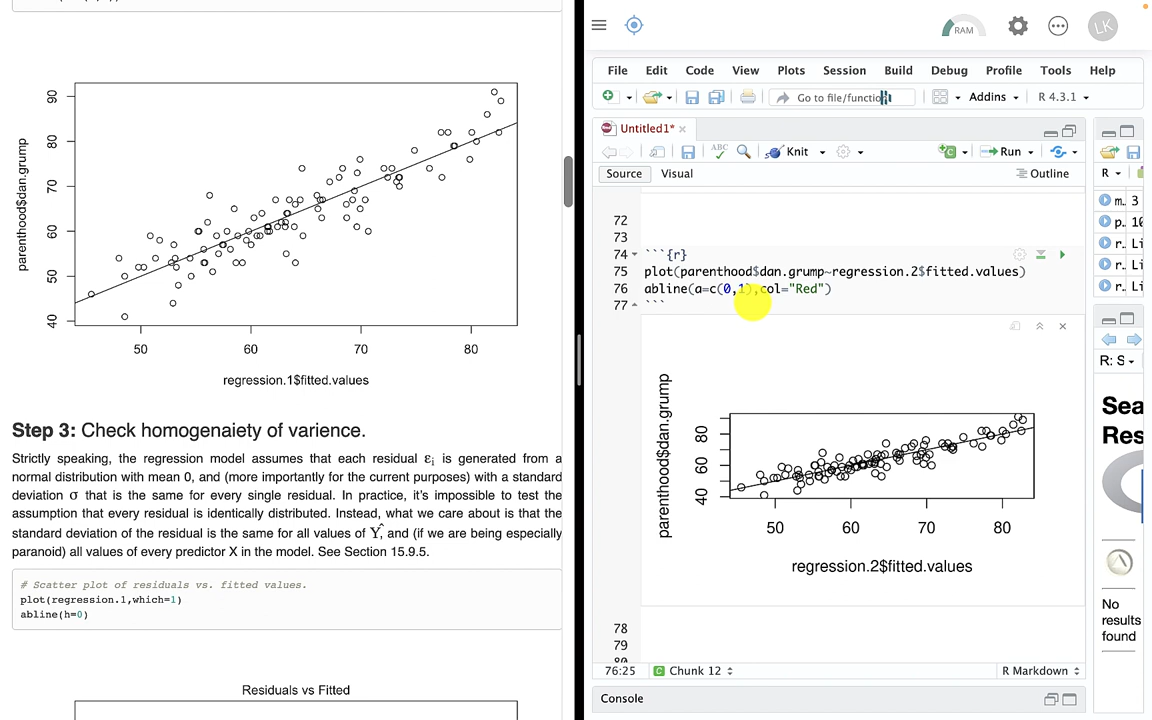 90
80
70
60
50
40
parenthood$dan.grump
50
60
70
80
regression.1$fitted.values
Step 3: Check homogenaiety of varience.
Strictly speaking, the regression model assumes that each residual εi is generated from a
normal distribution with mean 0, and (more importantly for the current purposes) with a standard
deviation σ that is the same for every single residual. In practice, it's impossible to test the
assumption that every residual is identically distributed. Instead, what we care about is that the
standard deviation of the residual is the same for all values of Ŷ, and (if we are being especially
paranoid) all values of every predictor X in the model. See Section 15.9.5.
# Scatter plot of residuals vs. fitted values.
plot(regression.1,which=1)
abline(h=0)
Residuals vs Fitted
RAM
LK
File Edit Code View Plots Session Build Debug Profile Tools Help
Go to file/functio
Addins
R 4.3.1
Untitled1*
ABC
Knit
Run
Source
Visual
Outline
72
73
74 ```{r}
75 plot(parenthood$dan.grump~regression.2$fitted.values)
76 abline(a=c(0,1),col="Red")
77 ```
parenthood$dan.grump
80
60
40
50
60
70
80
regression.2$fitted.values
78
79
80
76:25
Chunk 12
R Markdown
Console
R
m. 3
p. 10
r. Li
r. Li
r. Li
R: S
Sea
Res
No
results
found